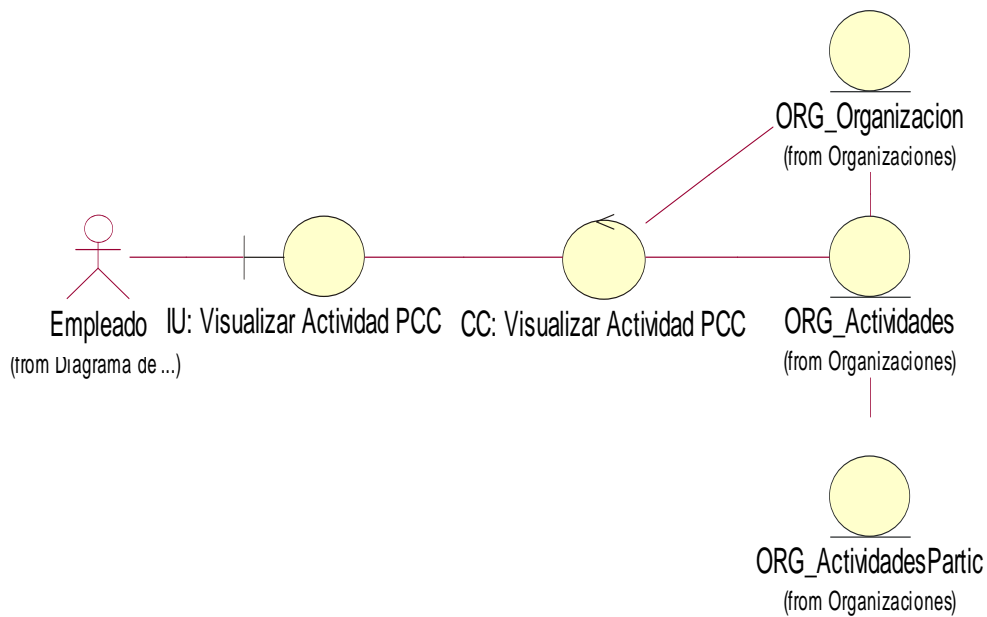 ORG_Organizacion
(from Organizaciones)
Empleado
(from Diagrama de ...)
IU: Visualizar Actividad PCC
CC: Visualizar Actividad PCC
ORG_Actividades
(from Organizaciones)
ORG_ActividadesPartic
(from Organizaciones)